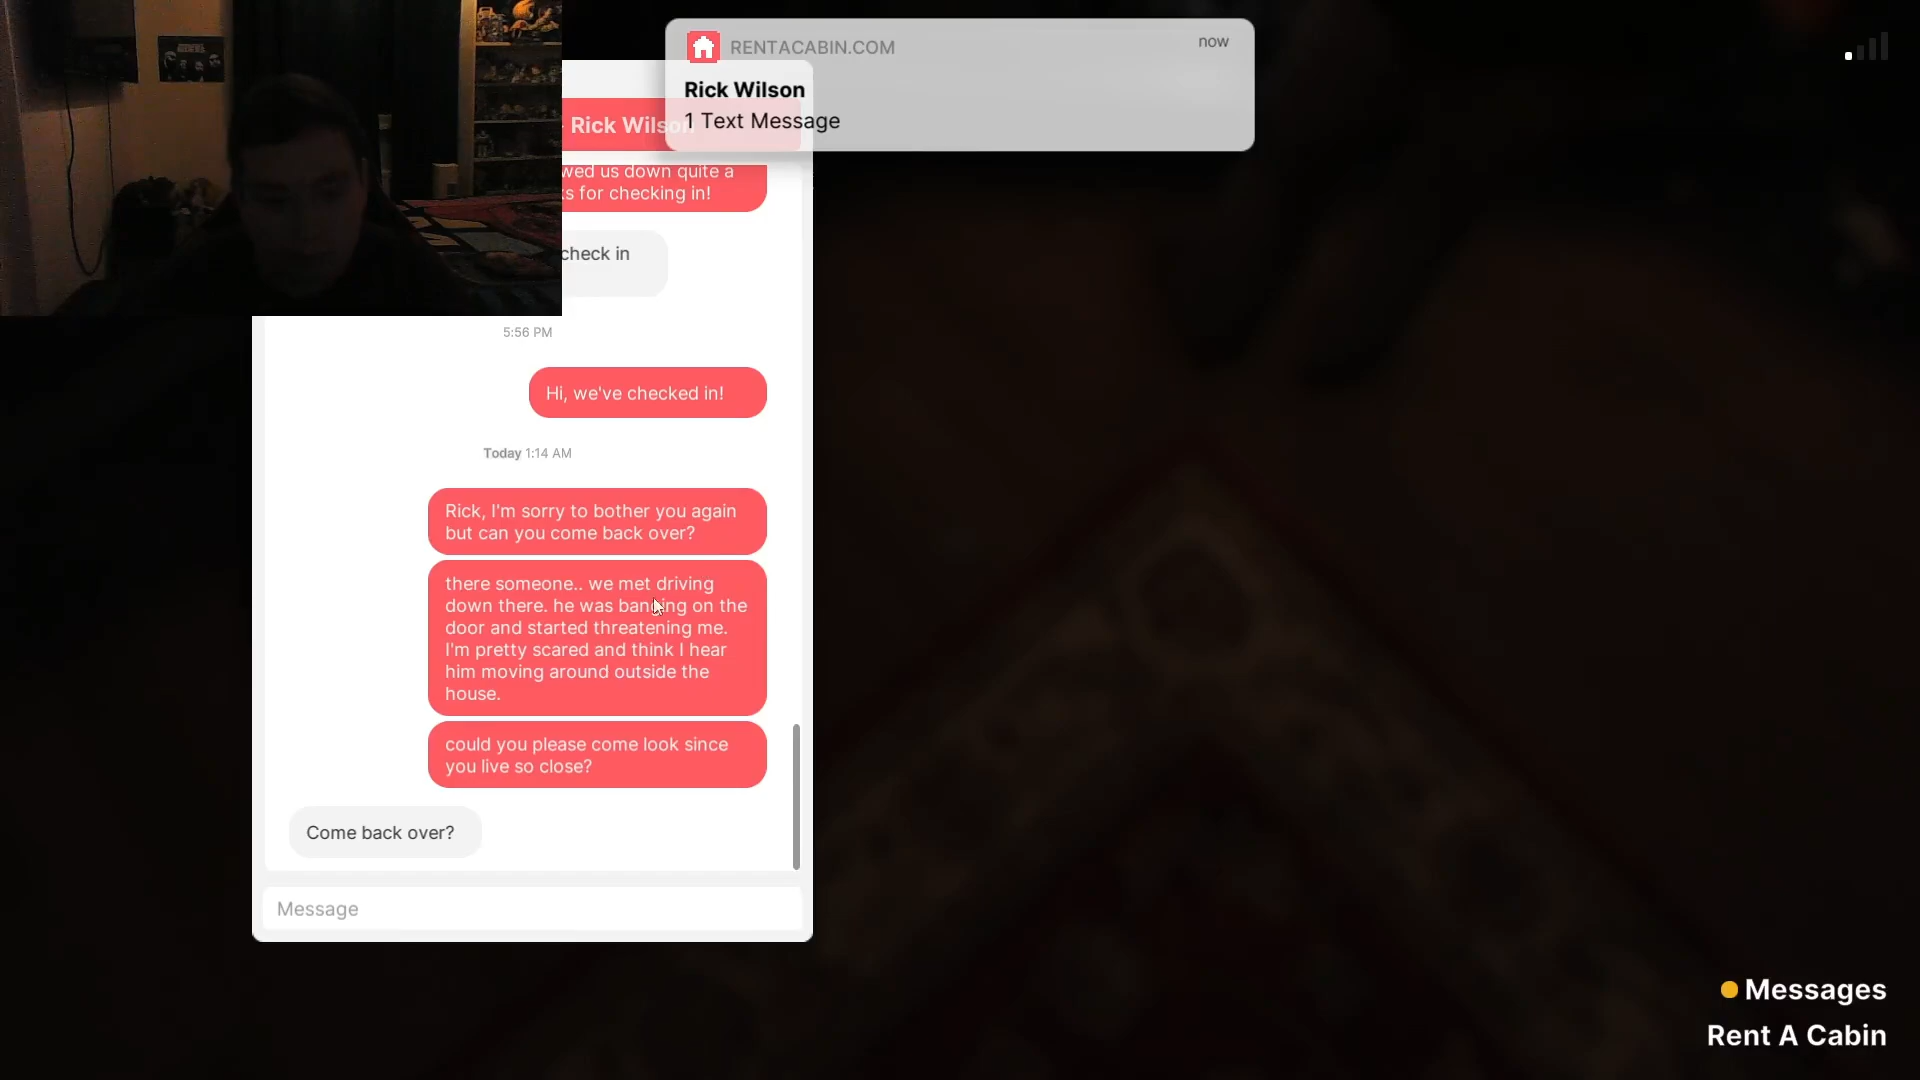 RENTACABIN.COM
now
Rick Wilson
1 Text Message
Rick Wilson
wed us down quite a
s for checking in!
check in
5:56 PM
Hi, we've checked in!
Today 1:14 AM
Rick, I'm sorry to bother you again
but can you come back over?
there someone.. we met driving
down there. he was banging on the
door and started threatening me.
I'm pretty scared and think I hear
him moving around outside the
house.
could you please come look since
you live so close?
Come back over?
Message
Messages
Rent A Cabin